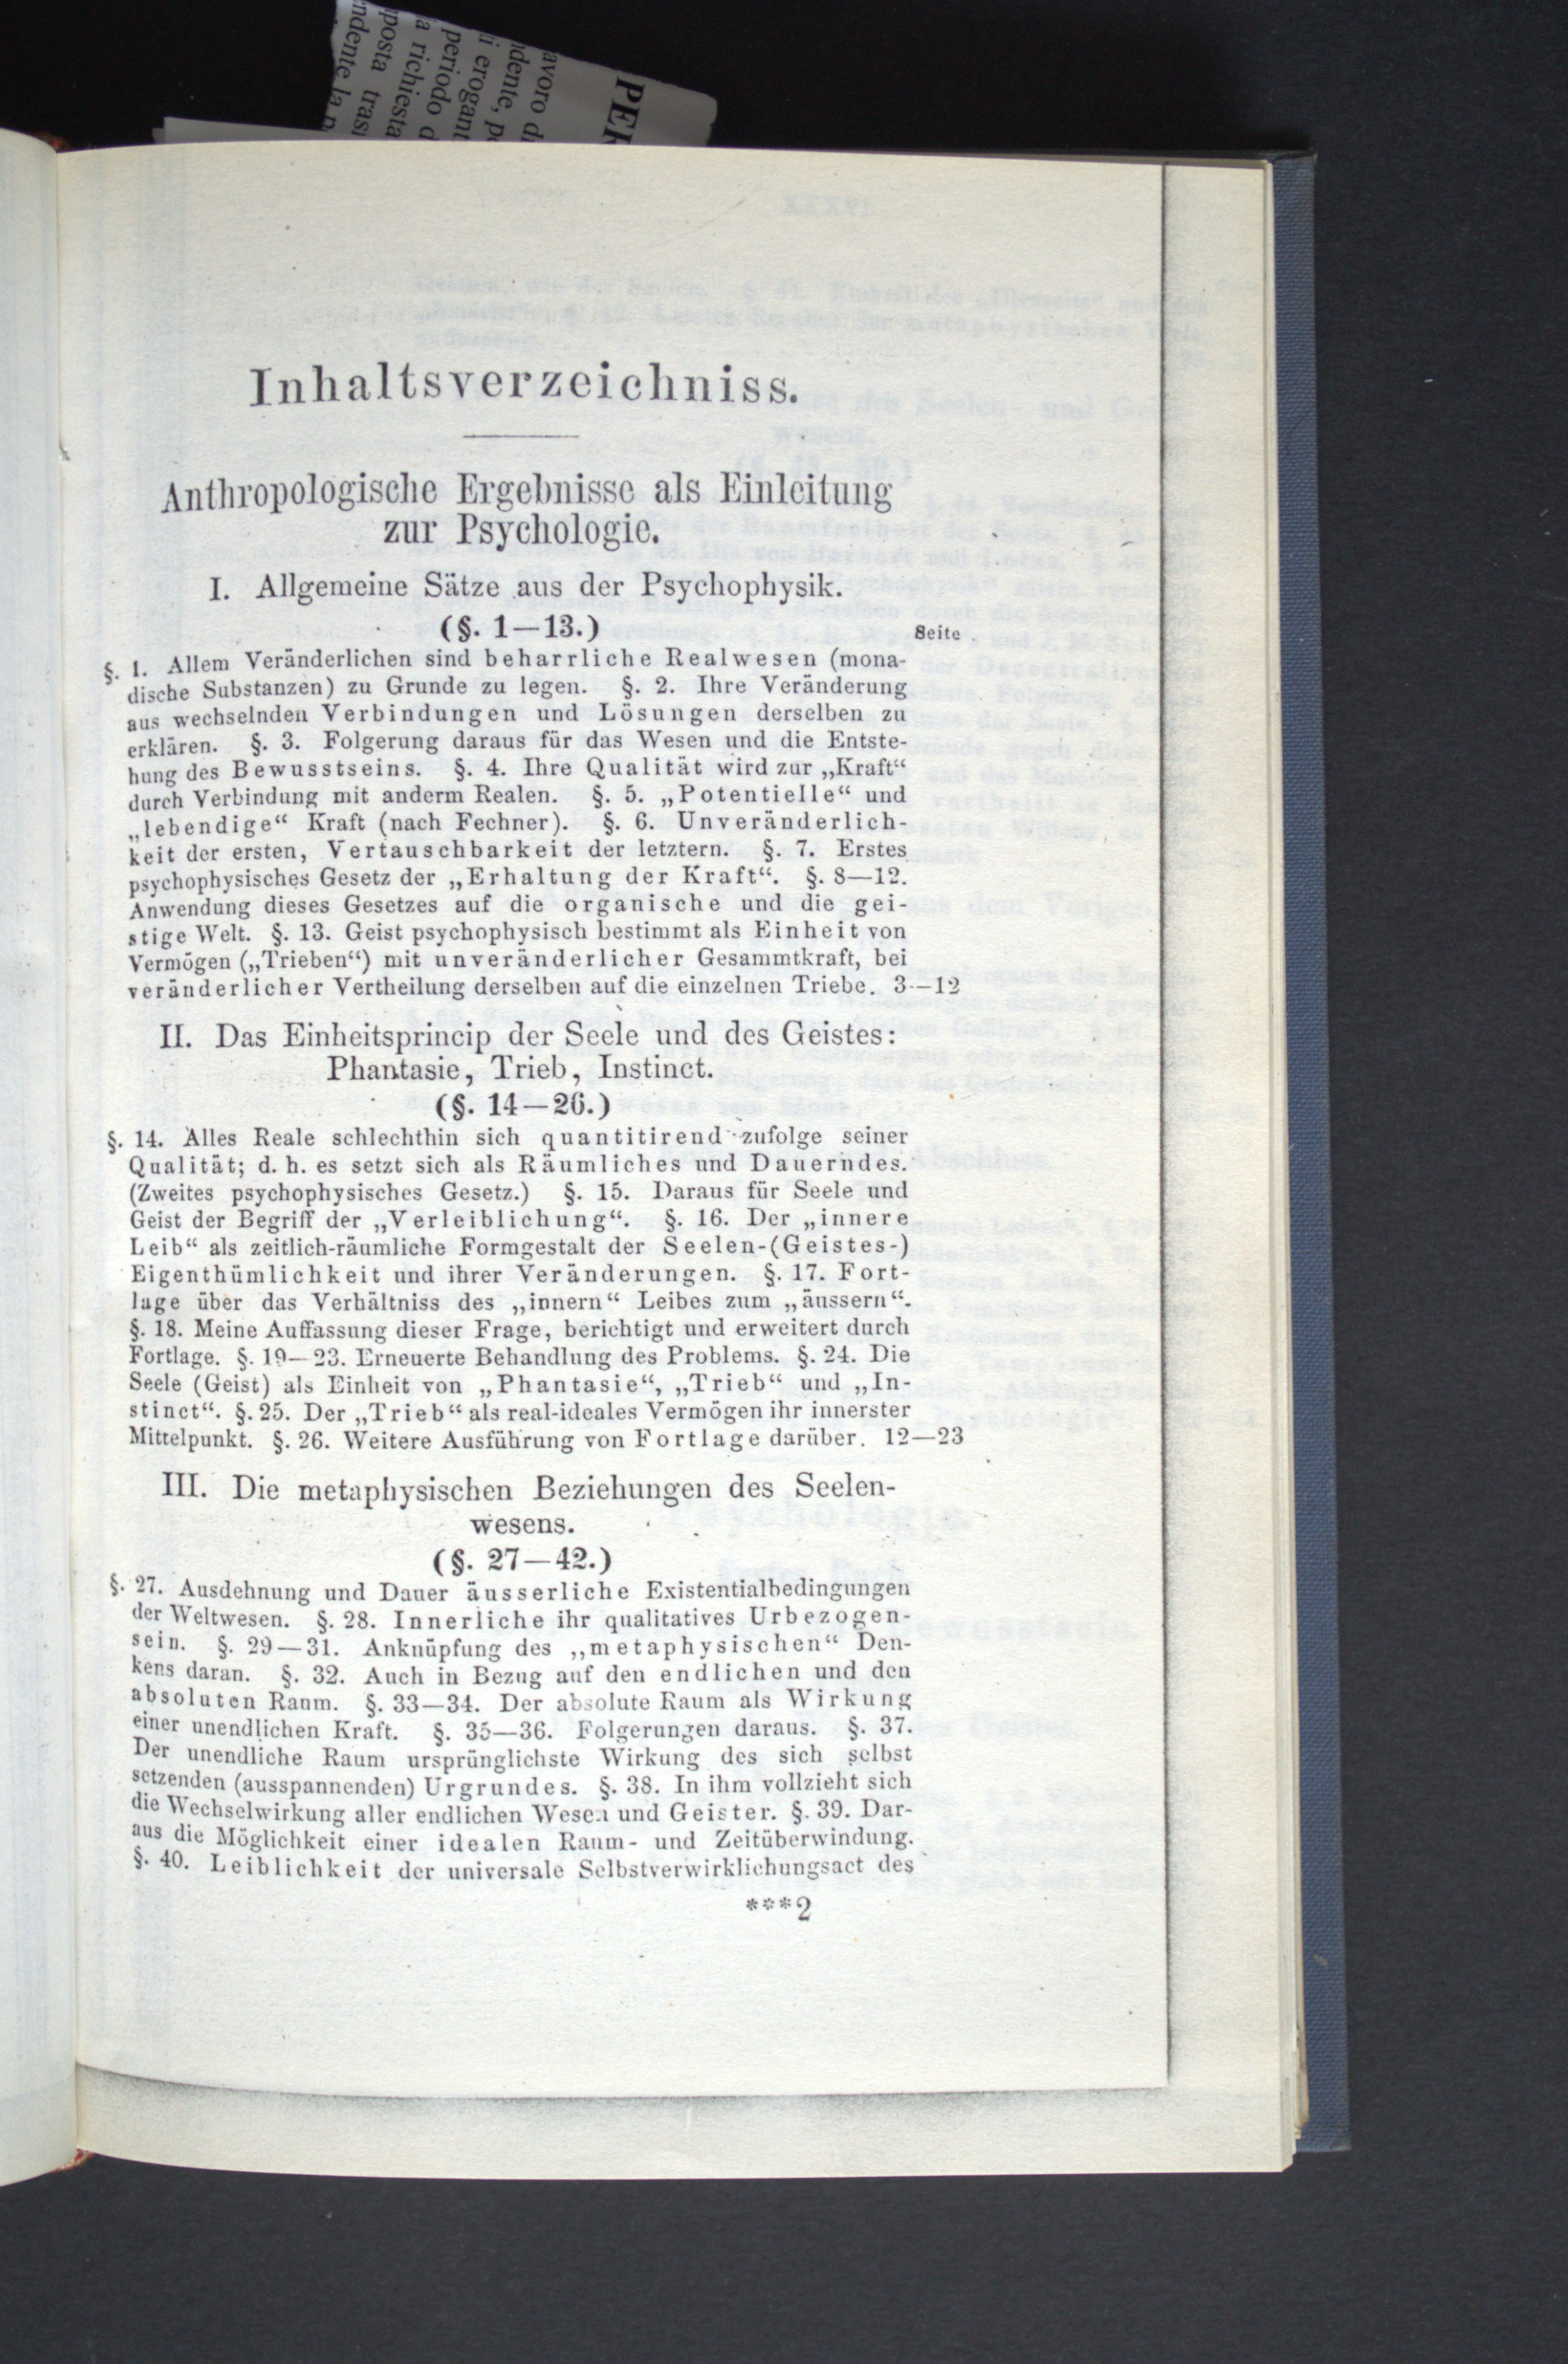 Inhaltsverzeichniss.
Anthropologische Ergebnisse als Einleitung
zur Psychologie.
I. Allgemeine Sätze aus der Psychophysik.
(§. 1—13.)
Seite
§. 1. Allem Veränderlichen sind beharrliche Realwesen (mona-
dische Substanzen) zu Grunde zu legen. §. 2. Ihre Veränderung
aus wechselnden Verbindungen und Lösungen derselben zu
erklären. §. 3. Folgerung daraus für das Wesen und die Entste-
hung des Bewusstseins. §. 4. Ihre Qualität wird zur „Kraft“
durch Verbindung mit anderm Realen. §. 5. „Potentielle“ und
„lebendige“ Kraft (nach Fechner). §. 6. Unveränderlich-
keit der ersten, Vertauschbarkeit der letztern. §. 7. Erstes
psychophysisches Gesetz der „Erhaltung der Kraft“. §. 8—12.
Anwendung dieses Gesetzes auf die organische und die gei-
stige Welt. §. 13. Geist psychophysisch bestimmt als Einheit von
Vermögen („Trieben“) mit unveränderlicher Gesammtkraft, bei
veränderlicher Vertheilung derselben auf die einzelnen Triebe. 3—12
II. Das Einheitsprincip der Seele und des Geistes:
Phantasie, Trieb, Instinct.
(§. 14—26.)
§. 14. Alles Reale schlechthin sich quantitirend zufolge seiner
Qualität; d. h. es setzt sich als Räumliches und Dauerndes.
(Zweites psychophysisches Gesetz.) §. 15. Daraus für Seele und
Geist der Begriff der „Verleiblichung“. §. 16. Der „innere
Leib“ als zeitlich-räumliche Formgestalt der Seelen-(Geistes-)
Eigenthümlichkeit und ihrer Veränderungen. §. 17. Fort-
lage über das Verhältniss des „innern“ Leibes zum „äussern“.
§. 18. Meine Auffassung dieser Frage, berichtigt und erweitert durch
Fortlage. §. 19—23. Erneuerte Behandlung des Problems. §. 24. Die
Seele (Geist) als Einheit von „Phantasie“, „Trieb“ und „In-
stinct“. §. 25. Der „Trieb“ als real-ideales Vermögen ihr innerster
Mittelpunkt. §. 26. Weitere Ausführung von Fortlage darüber. 12—23
III. Die metaphysischen Beziehungen des Seelen-
wesens.
(§. 27—42.)
§. 27. Ausdehnung und Dauer äusserliche Existentialbedingungen
der Weltwesen. §. 28. Innerliche ihr qualitatives Urbezogen-
sein. §. 29—31. Anknüpfung des „metaphysischen“ Den-
kens daran. §. 32. Auch in Bezug auf den endlichen und den
absoluten Raum. §. 33—34. Der absolute Raum als Wirkung
einer unendlichen Kraft. §. 35—36. Folgerungen daraus. §. 37.
Der unendliche Raum ursprünglichste Wirkung des sich selbst
setzenden (ausspannenden) Urgrundes. §. 38. In ihm vollzieht sich
die Wechselwirkung aller endlichen Wesen und Geister. §. 39. Dar-
aus die Möglichkeit einer idealen Raum- und Zeitüberwindung.
§. 40. Leiblichkeit der universale Selbstverwirklichungsact des
***2
PER
avoro di
dente, p
i erogant
periodo d
a richiesta
posta tras
ndente la p